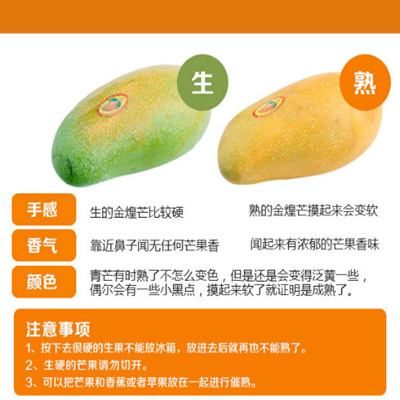 生
熟
手感
生的金煌芒比较硬
熟的金煌芒摸起来会变软
香气
靠近鼻子闻无任何芒果香
闻起来有浓郁的芒果香味
颜色
青芒有时熟了不怎么变色，但是还是会变得泛黄一些，
偶尔会有一些小黑点，摸起来软了就证明是成熟了。
注意事项
1、按下去很硬的生果不能放冰箱，放进去后就再也不能熟了。
2、生硬的芒果请勿切开。
3、可以把芒果和香蕉或者苹果放在一起进行催熟。